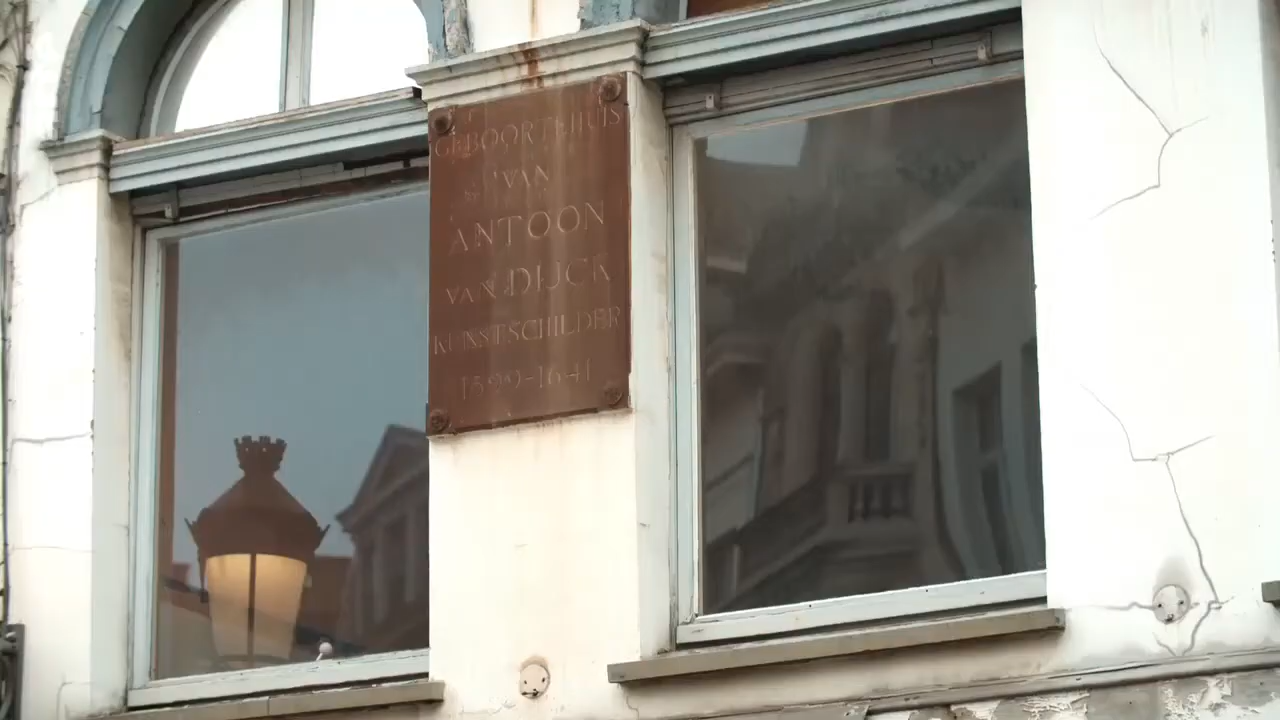 GEBOORTEHUIS
VAN
ANTOON
VAN DIJCK
KUNSTSCHILDER
1599-1641